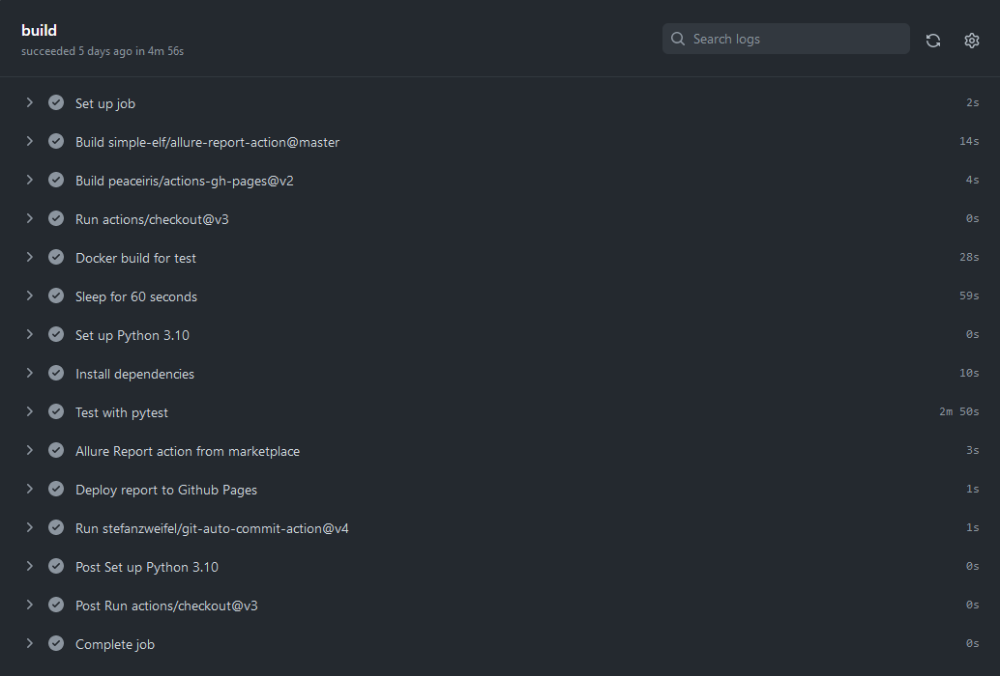 build
succeeded 5 days ago in 4m 56s
Search logs
Set up job 2s
Build simple-elf/allure-report-action@master 14s
Build peaceiris/actions-gh-pages@v2 4s
Run actions/checkout@v3 0s
Docker build for test 28s
Sleep for 60 seconds 59s
Set up Python 3.10 0s
Install dependencies 10s
Test with pytest 2m 50s
Allure Report action from marketplace 3s
Deploy report to Github Pages 1s
Run stefanzweifel/git-auto-commit-action@v4 1s
Post Set up Python 3.10 0s
Post Run actions/checkout@v3 0s
Complete job 0s